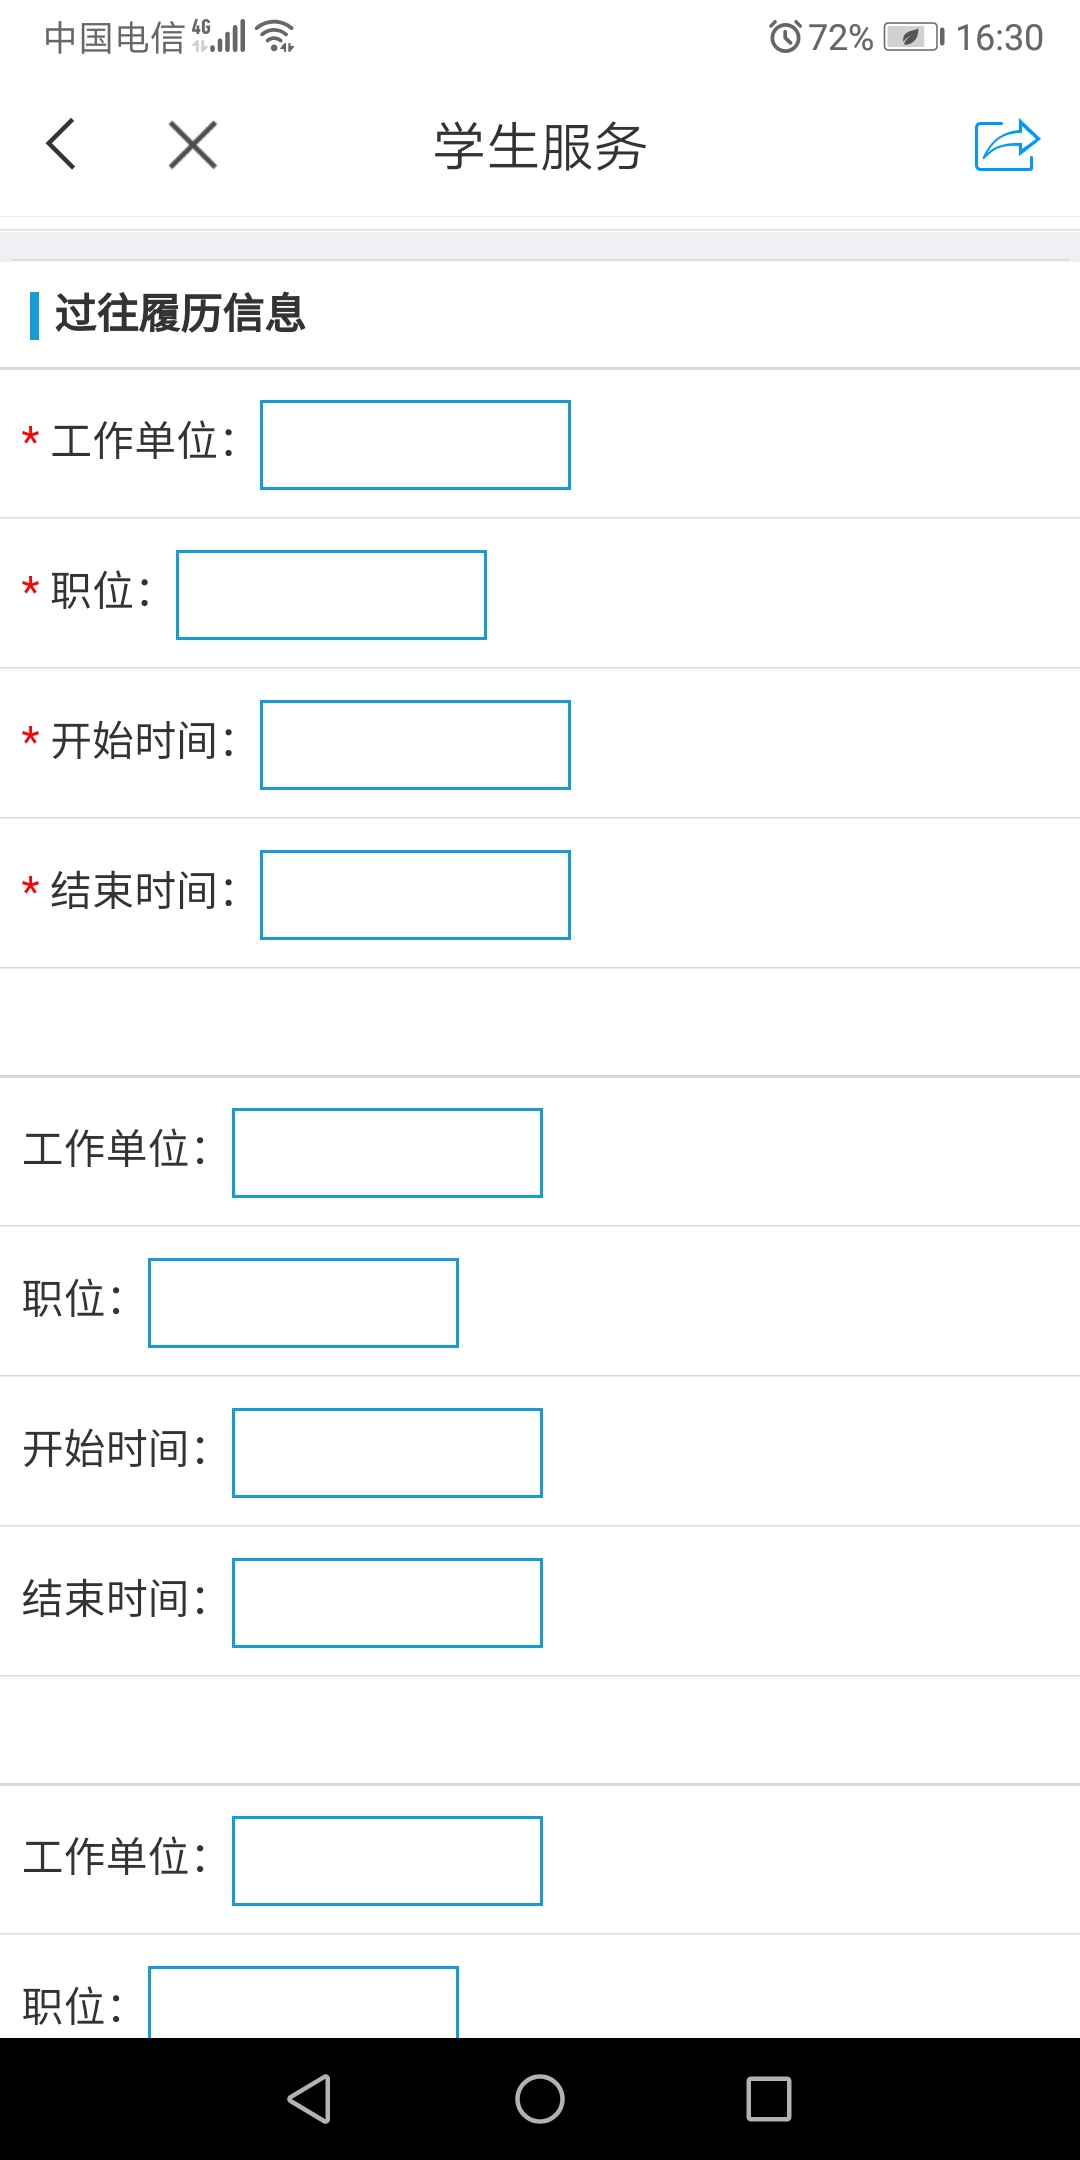 中国电信 4G 72% 16:30
学生服务
过往履历信息
* 工作单位：
* 职位：
* 开始时间：
* 结束时间：
工作单位：
职位：
开始时间：
结束时间：
工作单位：
职位：